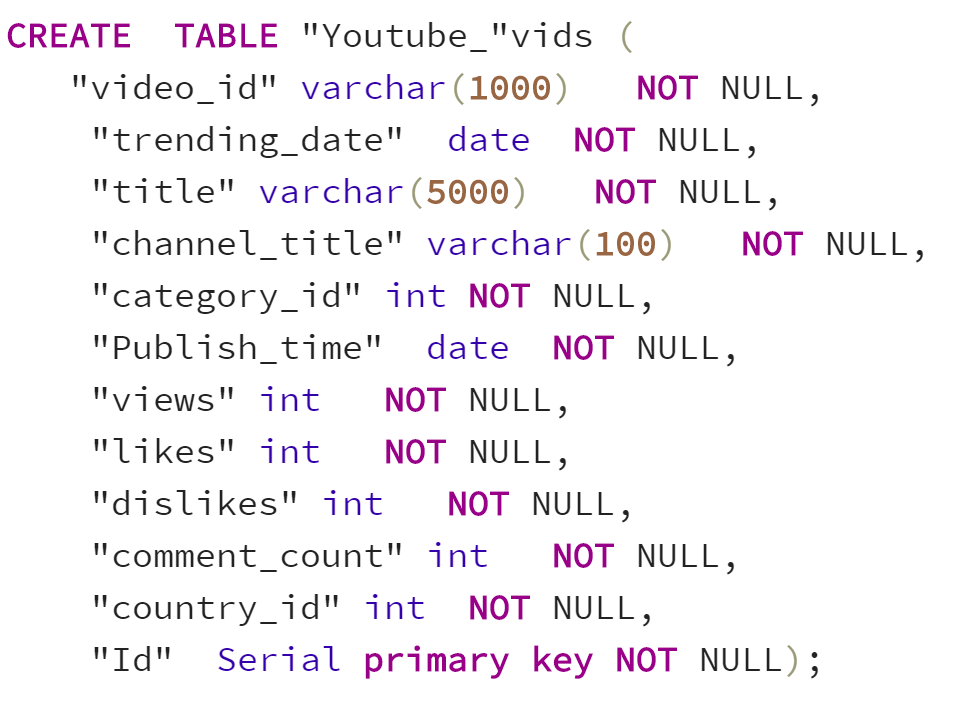 CREATE  TABLE "Youtube_"vids (
   "video_id" varchar(1000)   NOT NULL,
    "trending_date"  date  NOT NULL,
    "title" varchar(5000)   NOT NULL,
    "channel_title" varchar(100)   NOT NULL,
    "category_id" int NOT NULL,
    "Publish_time"  date  NOT NULL,
    "views" int   NOT NULL,
    "likes" int   NOT NULL,
    "dislikes" int   NOT NULL,
    "comment_count" int   NOT NULL,
    "country_id" int  NOT NULL,
    "Id"  Serial primary key NOT NULL);